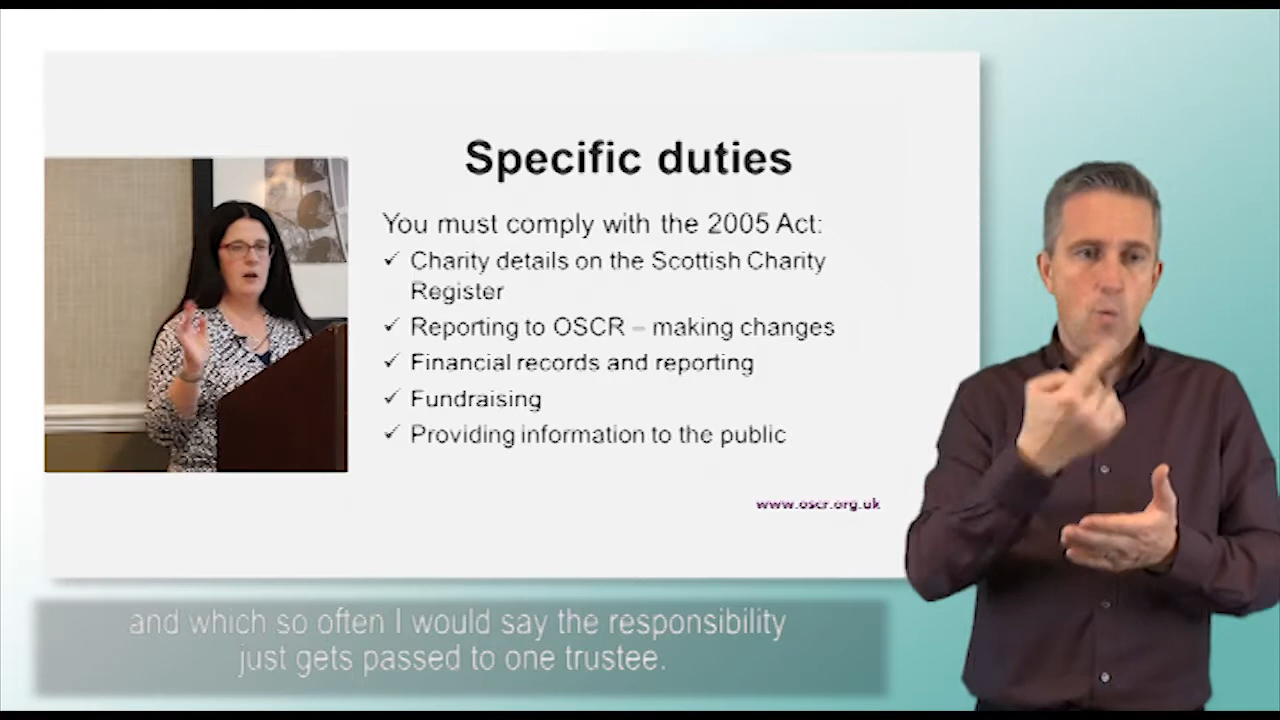 Specific duties
You must comply with the 2005 Act:
✓ Charity details on the Scottish Charity
Register
✓ Reporting to OSCR – making changes
✓ Financial records and reporting
✓ Fundraising
✓ Providing information to the public
www.oscr.org.uk
and which so often I would say the responsibility
just gets passed to one trustee.